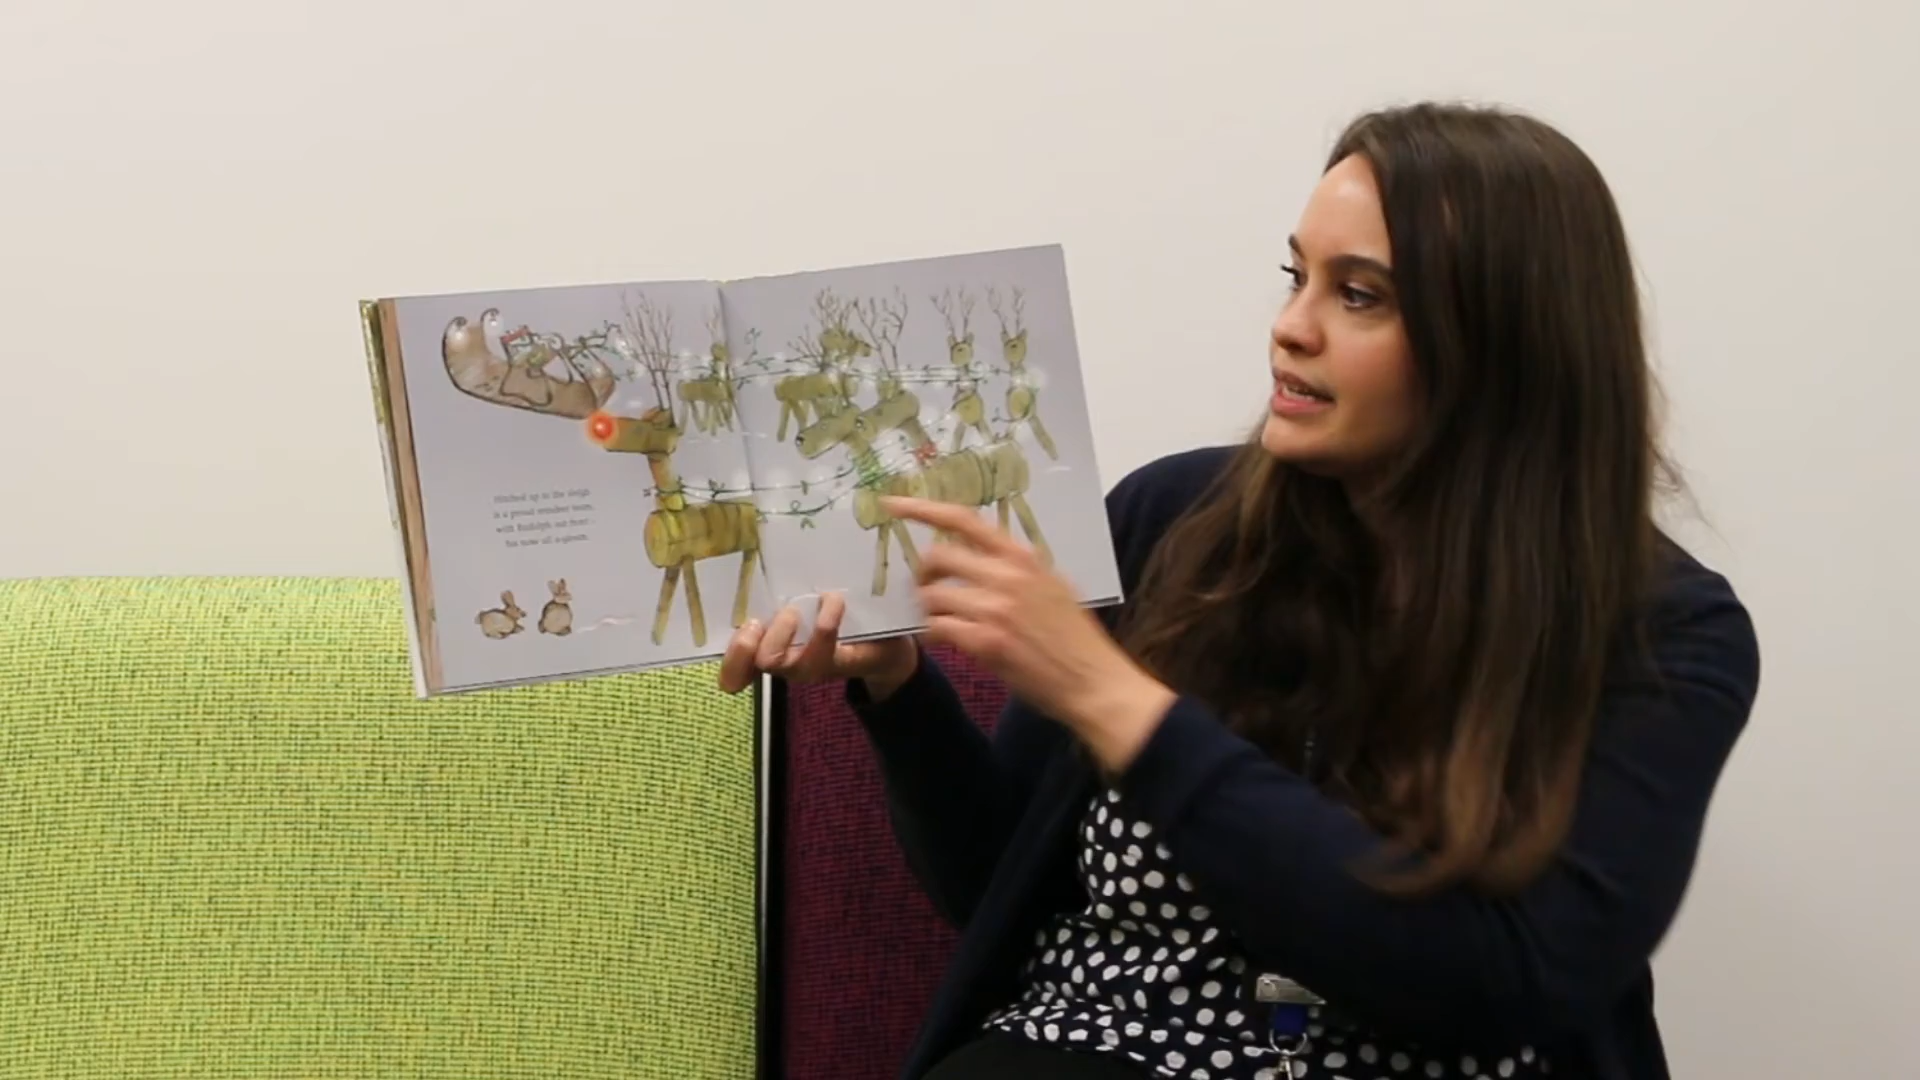 Hitched up to the sleigh
is a proud reindeer team,
with Rudolph out front –
his nose all a-gleam.